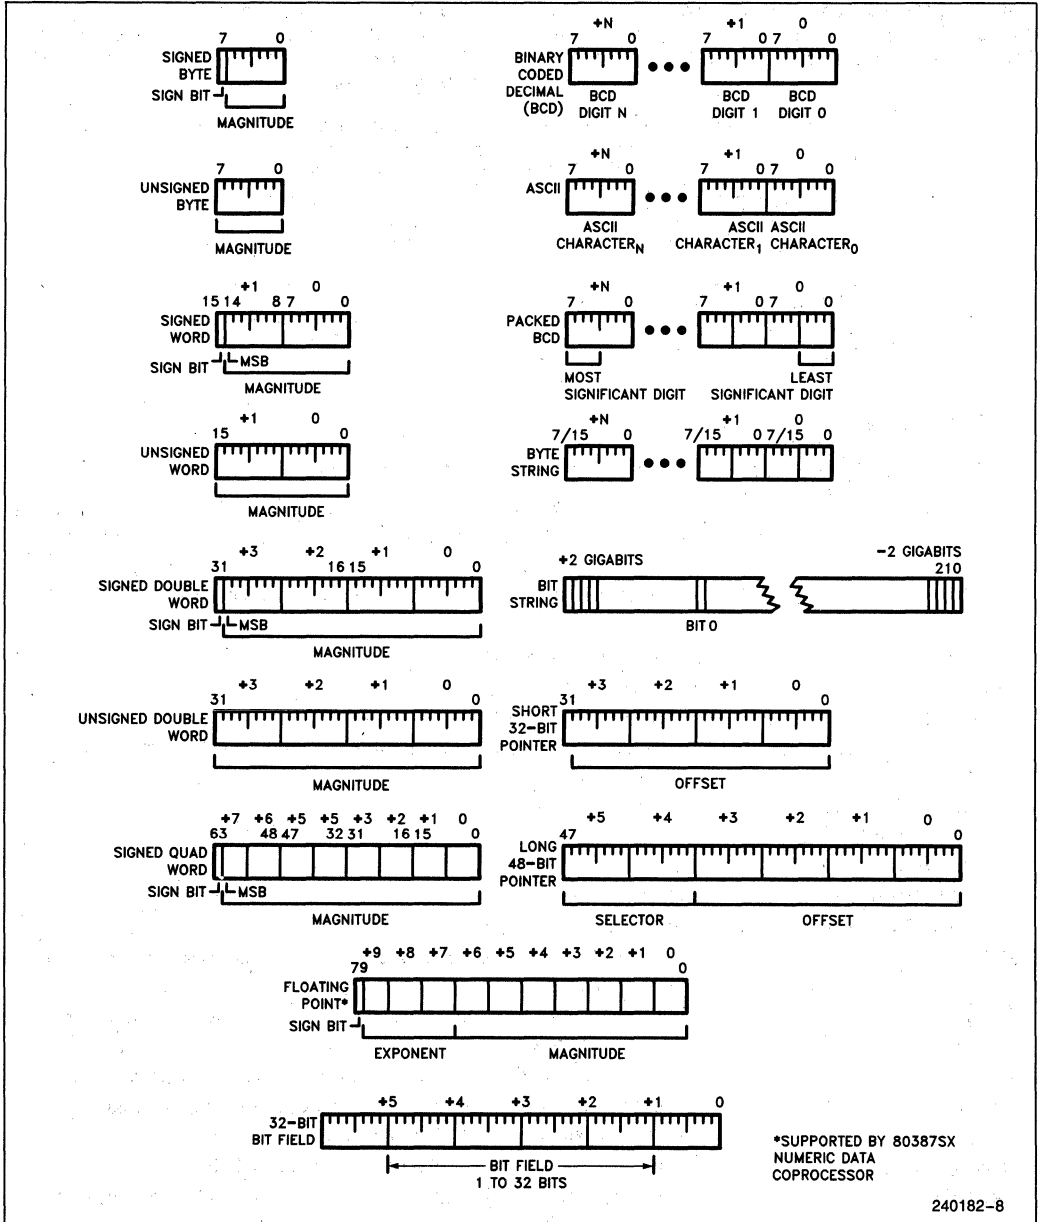 7 0
SIGNED
BYTE
SIGN BIT
MAGNITUDE
+N +1 0
7 0 7 0 7 0
BINARY
CODED
DECIMAL
(BCD)
BCD
DIGIT N
BCD
DIGIT 1
BCD
DIGIT 0
7 0
UNSIGNED
BYTE
MAGNITUDE
+N +1 0
7 0 7 0 7 0
ASCII
ASCII
CHARACTERN
ASCII
CHARACTER1
ASCII
CHARACTER0
+1 0
15 14 8 7 0
SIGNED
WORD
SIGN BIT
MSB
MAGNITUDE
+N +1 0
7 0 7 0 7 0
PACKED
BCD
MOST
SIGNIFICANT DIGIT
LEAST
SIGNIFICANT DIGIT
+1 0
15 0
UNSIGNED
WORD
MAGNITUDE
+N +1 0
7/15 0 7/15 0 7/15 0
BYTE
STRING
+3 +2 +1 0
31 16 15 0
SIGNED DOUBLE
WORD
SIGN BIT
MSB
MAGNITUDE
+2 GIGABITS
-2 GIGABITS
210
BIT
STRING
BIT 0
+3 +2 +1 0
31 0
UNSIGNED DOUBLE
WORD
MAGNITUDE
+3 +2 +1 0
31 0
SHORT
32-BIT
POINTER
OFFSET
+7 +6 +5 +5 +3 +2 +1 0
63 48 47 32 31 16 15 0
SIGNED QUAD
WORD
SIGN BIT
MSB
MAGNITUDE
+5 +4 +3 +2 +1 0
47 0
LONG
48-BIT
POINTER
SELECTOR
OFFSET
+9 +8 +7 +6 +5 +4 +3 +2 +1 0
79 0
FLOATING
POINT*
SIGN BIT
EXPONENT
MAGNITUDE
+5 +4 +3 +2 +1 0
32-BIT
BIT FIELD
BIT FIELD
1 TO 32 BITS
*SUPPORTED BY 80387SX
NUMERIC DATA
COPROCESSOR
240182-8